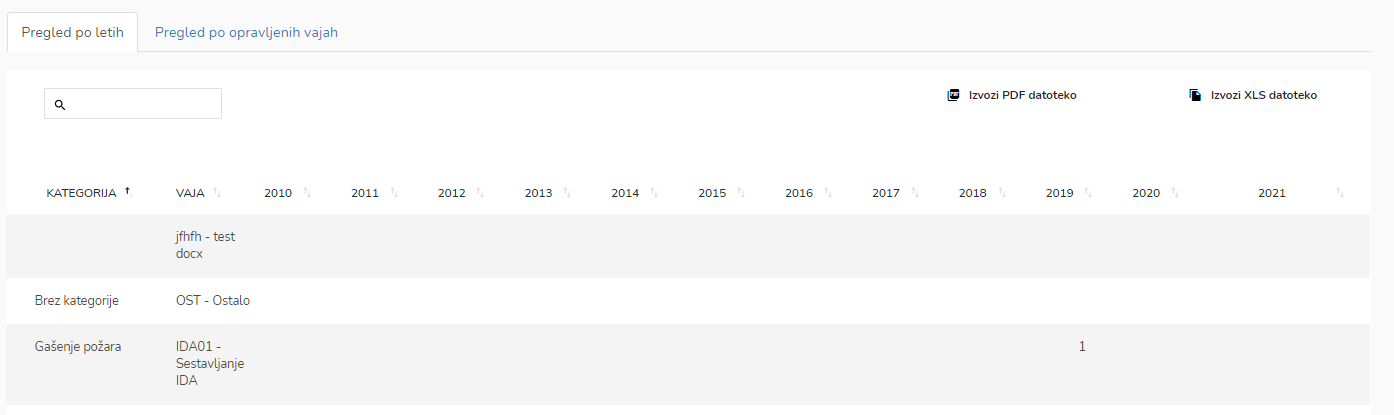 Pregled po letih
Pregled po opravljenih vajah
Izvozi PDF datoteko
Izvozi XLS datoteko
KATEGORIJA VAJA 2010 2011 2012 2013 2014 2015 2016 2017 2018 2019 2020 2021
jfhfh - test
docx
Brez kategorije OST - Ostalo
Gašenje požara IDA01 - 1
Sestavljanje
IDA